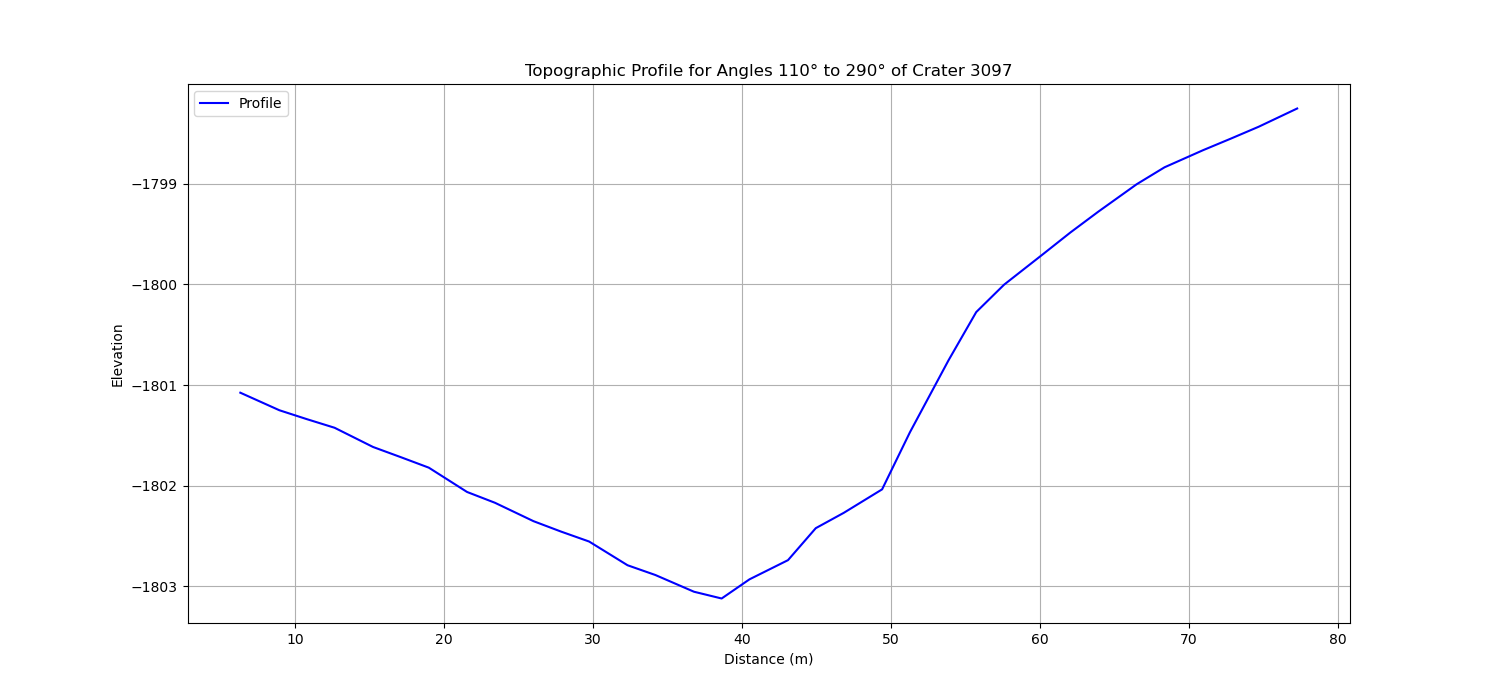 Topographic Profile for Angles 110° to 290° of Crater 3097
Profile
Elevation
−1799
−1800
−1801
−1802
−1803
10 20 30 40 50 60 70 80
Distance (m)